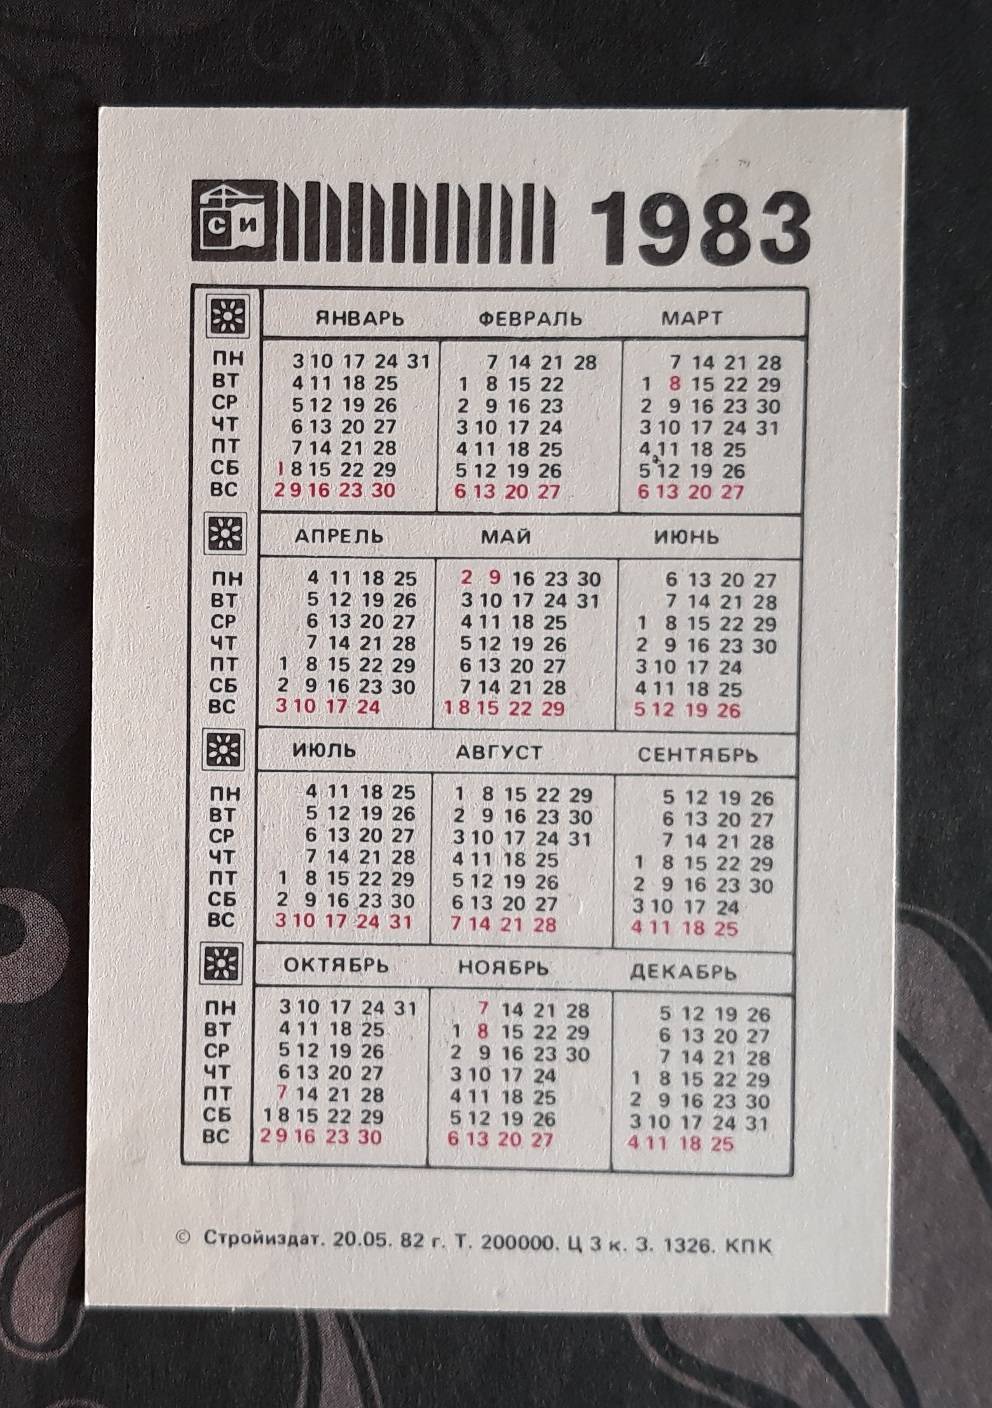 СИ 1983
ЯНВАРЬ ФЕВРАЛЬ МАРТ
ПН 3 10 17 24 31 7 14 21 28 7 14 21 28
ВТ 4 11 18 25 1 8 15 22 1 8 15 22 29
СР 5 12 19 26 2 9 16 23 2 9 16 23 30
ЧТ 6 13 20 27 3 10 17 24 3 10 17 24 31
ПТ 7 14 21 28 4 11 18 25 4 11 18 25
СБ 1 8 15 22 29 5 12 19 26 5 12 19 26
ВС 2 9 16 23 30 6 13 20 27 6 13 20 27
АПРЕЛЬ МАЙ ИЮНЬ
ПН 4 11 18 25 2 9 16 23 30 6 13 20 27
ВТ 5 12 19 26 3 10 17 24 31 7 14 21 28
СР 6 13 20 27 4 11 18 25 1 8 15 22 29
ЧТ 7 14 21 28 5 12 19 26 2 9 16 23 30
ПТ 1 8 15 22 29 6 13 20 27 3 10 17 24
СБ 2 9 16 23 30 7 14 21 28 4 11 18 25
ВС 3 10 17 24 1 8 15 22 29 5 12 19 26
ИЮЛЬ АВГУСТ СЕНТЯБРЬ
ПН 4 11 18 25 1 8 15 22 29 5 12 19 26
ВТ 5 12 19 26 2 9 16 23 30 6 13 20 27
СР 6 13 20 27 3 10 17 24 31 7 14 21 28
ЧТ 7 14 21 28 4 11 18 25 1 8 15 22 29
ПТ 1 8 15 22 29 5 12 19 26 2 9 16 23 30
СБ 2 9 16 23 30 6 13 20 27 3 10 17 24
ВС 3 10 17 24 31 7 14 21 28 4 11 18 25
ОКТЯБРЬ НОЯБРЬ ДЕКАБРЬ
ПН 3 10 17 24 31 7 14 21 28 5 12 19 26
ВТ 4 11 18 25 1 8 15 22 29 6 13 20 27
СР 5 12 19 26 2 9 16 23 30 7 14 21 28
ЧТ 6 13 20 27 3 10 17 24 1 8 15 22 29
ПТ 7 14 21 28 4 11 18 25 2 9 16 23 30
СБ 1 8 15 22 29 5 12 19 26 3 10 17 24 31
ВС 2 9 16 23 30 6 13 20 27 4 11 18 25
© Стройиздат. 20.05. 82 г. Т. 200000. Ц 3 к. З. 1326. КПК